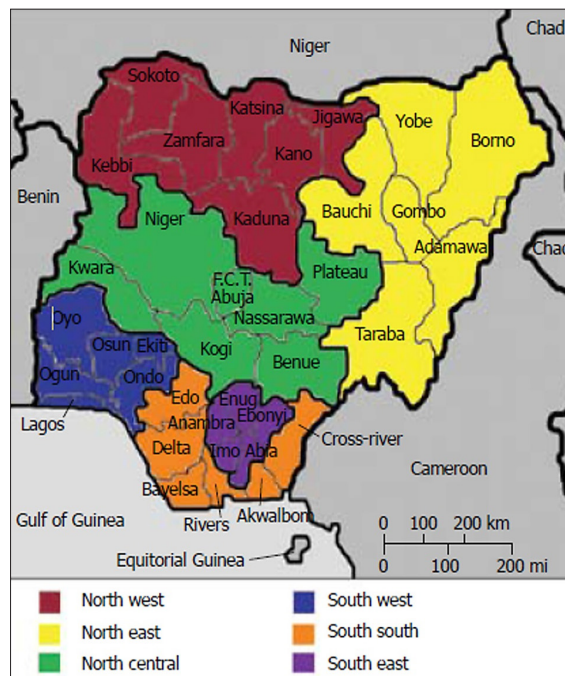 Chad
Niger
Sokoto
Katsina
Jigawa
Yobe
Borno
Zamfara
Kano
Kebbi
Benin
Niger
Kaduna
Bauchi
Gombo
Adamawa
Chad
Kwara
F.C.T.
Abuja
Plateau
Nassarawa
Oyo
Osun
Ekiti
Kogi
Benue
Taraba
Ogun
Ondo
Edo
Enug
Ebonyi
Lagos
Anambra
Delta
Imo
Abia
Cross-river
Bayelsa
Rivers
Akwalbom
Cameroon
Gulf of Guinea
Equitorial Guinea
0 100 200 km
0 100 200 mi
North west
South west
North east
South south
North central
South east